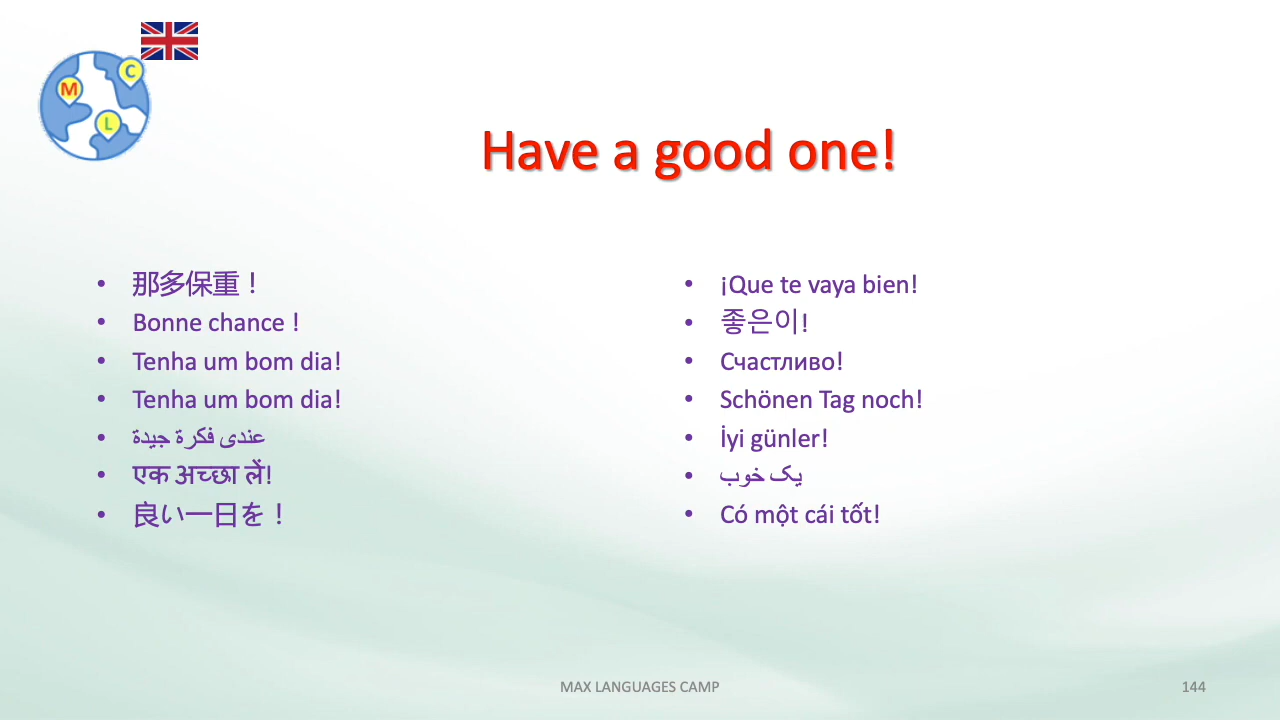 M
C
L
Have a good one!
那多保重！
Bonne chance !
Tenha um bom dia!
Tenha um bom dia!
عندى فكرة جيدة
एक अच्छा लें!
良い一日を！
¡Que te vaya bien!
좋은이!
Счастливо!
Schönen Tag noch!
İyi günler!
یک خوب
Có một cái tốt!
MAX LANGUAGES CAMP
144